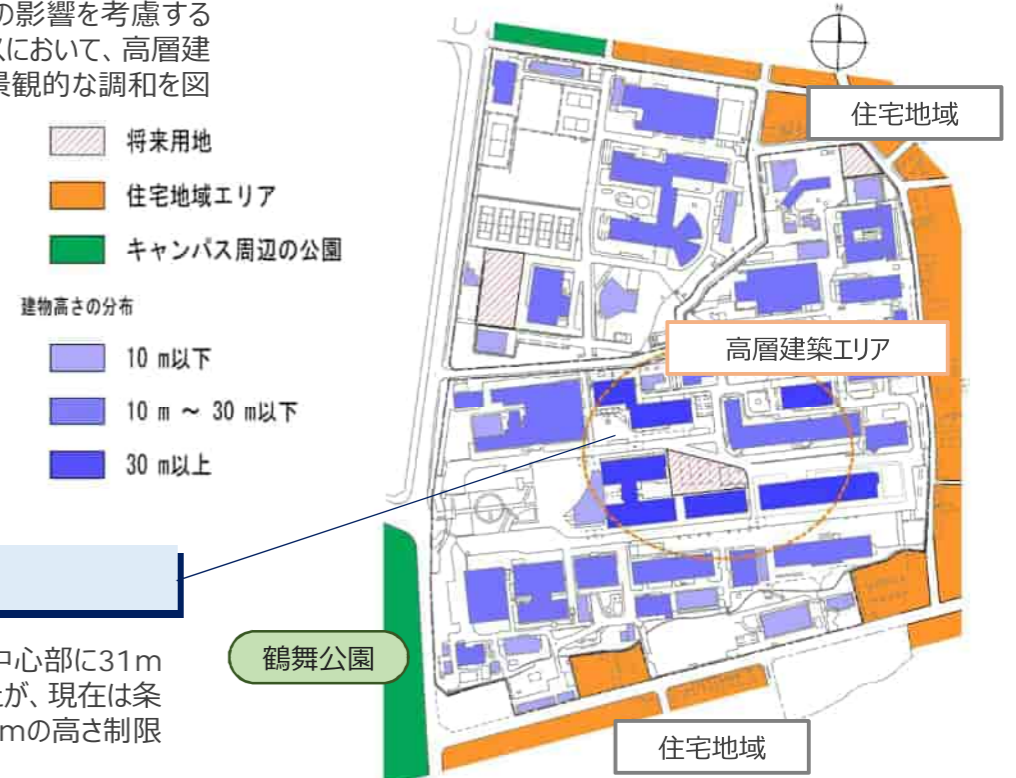 の影響を考慮する
スにおいて、高層建
景観的な調和を図
N
住宅地域
将来用地
住宅地域エリア
キャンパス周辺の公園
建物高さの分布
10 m以下
10 m ～ 30 m以下
30 m以上
高層建築エリア
中心部に31m
が、現在は条
mの高さ制限
鶴舞公園
住宅地域